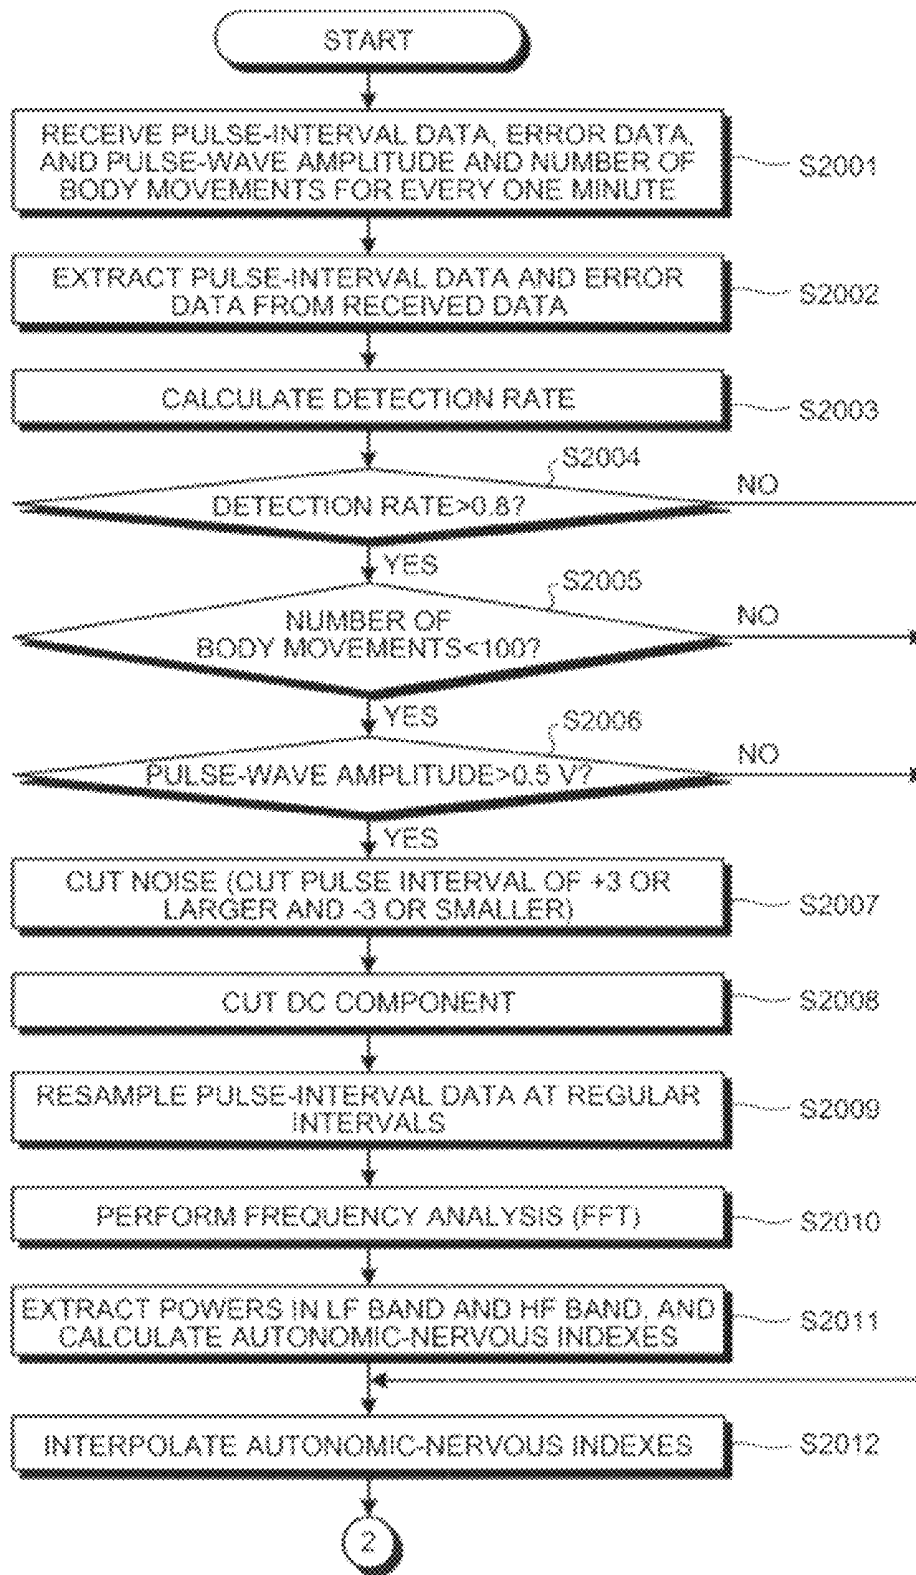 START
RECEIVE PULSE-INTERVAL DATA, ERROR DATA,
AND PULSE-WAVE AMPLITUDE AND NUMBER OF
BODY MOVEMENTS FOR EVERY ONE MINUTE
S2001
EXTRACT PULSE-INTERVAL DATA AND ERROR
DATA FROM RECEIVED DATA
S2002
CALCULATE DETECTION RATE
S2003
S2004
DETECTION RATE>0.8?
NO
YES
S2005
NUMBER OF
BODY MOVEMENTS<100?
NO
YES
S2006
PULSE-WAVE AMPLITUDE>0.5 V?
NO
YES
CUT NOISE (CUT PULSE INTERVAL OF +3 OR
LARGER AND -3 OR SMALLER)
S2007
CUT DC COMPONENT
S2008
RESAMPLE PULSE-INTERVAL DATA AT REGULAR
INTERVALS
S2009
PERFORM FREQUENCY ANALYSIS (FFT)
S2010
EXTRACT POWERS IN LF BAND AND HF BAND, AND
CALCULATE AUTONOMIC-NERVOUS INDEXES
S2011
INTERPOLATE AUTONOMIC-NERVOUS INDEXES
S2012
2